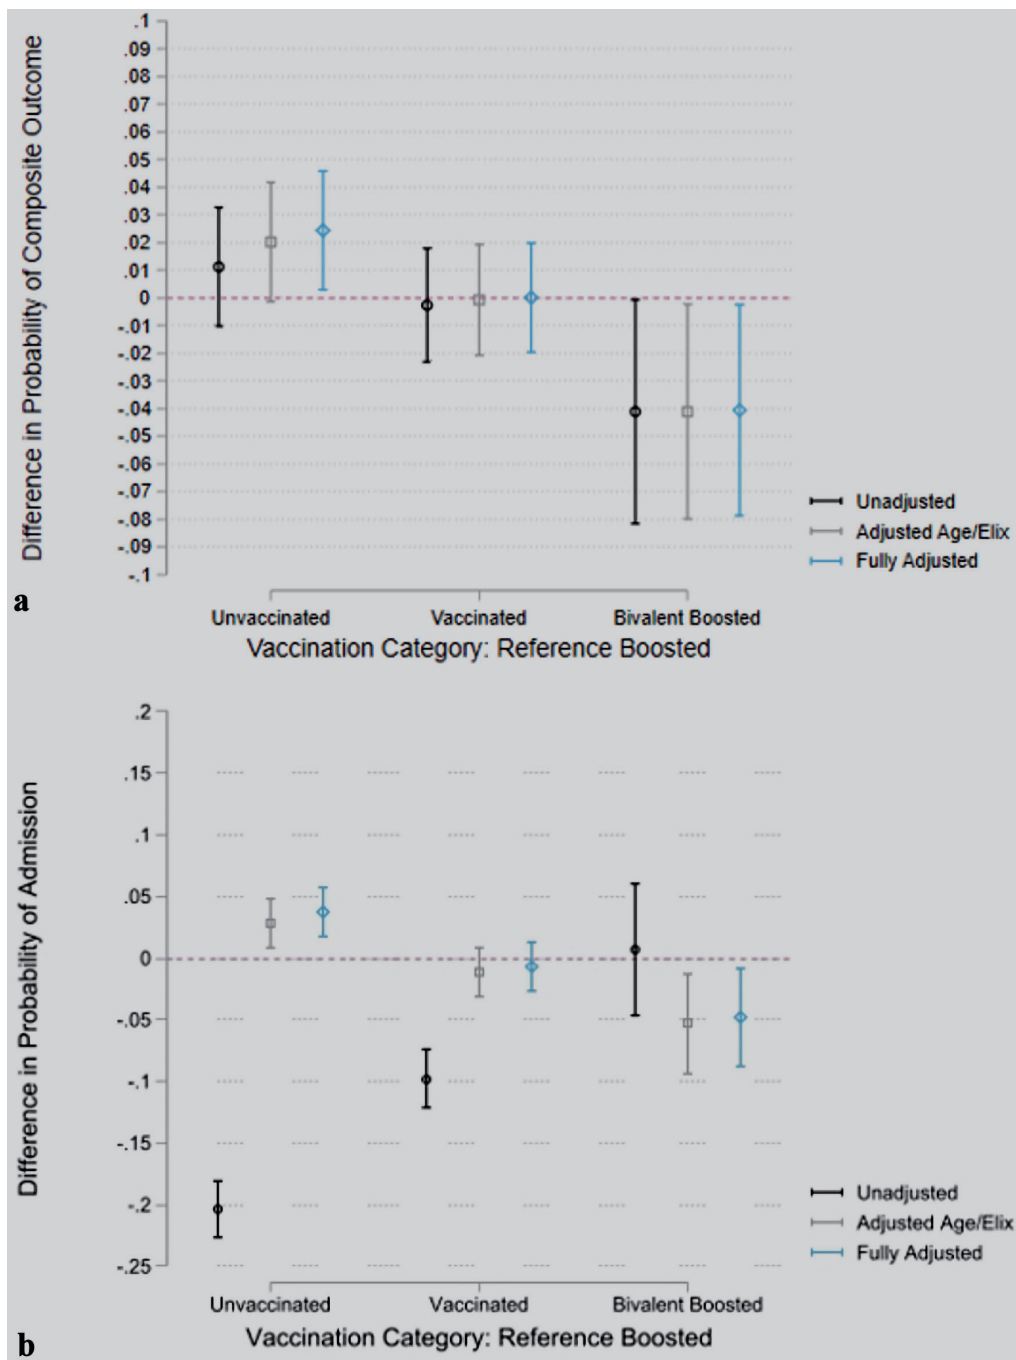 Difference in Probability of Composite Outcome
.1
.09
.08
.07
.06
.05
.04
.03
.02
.01
0
-.01
-.02
-.03
-.04
-.05
-.06
-.07
-.08
-.09
-.1
Unadjusted
Adjusted Age/Elix
Fully Adjusted
a
Unvaccinated Vaccinated Bivalent Boosted
Vaccination Category: Reference Boosted
Difference in Probability of Admission
.2
.15
.1
.05
0
-.05
-.1
-.15
-.2
-.25
Unadjusted
Adjusted Age/Elix
Fully Adjusted
Unvaccinated Vaccinated Bivalent Boosted
b
Vaccination Category: Reference Boosted